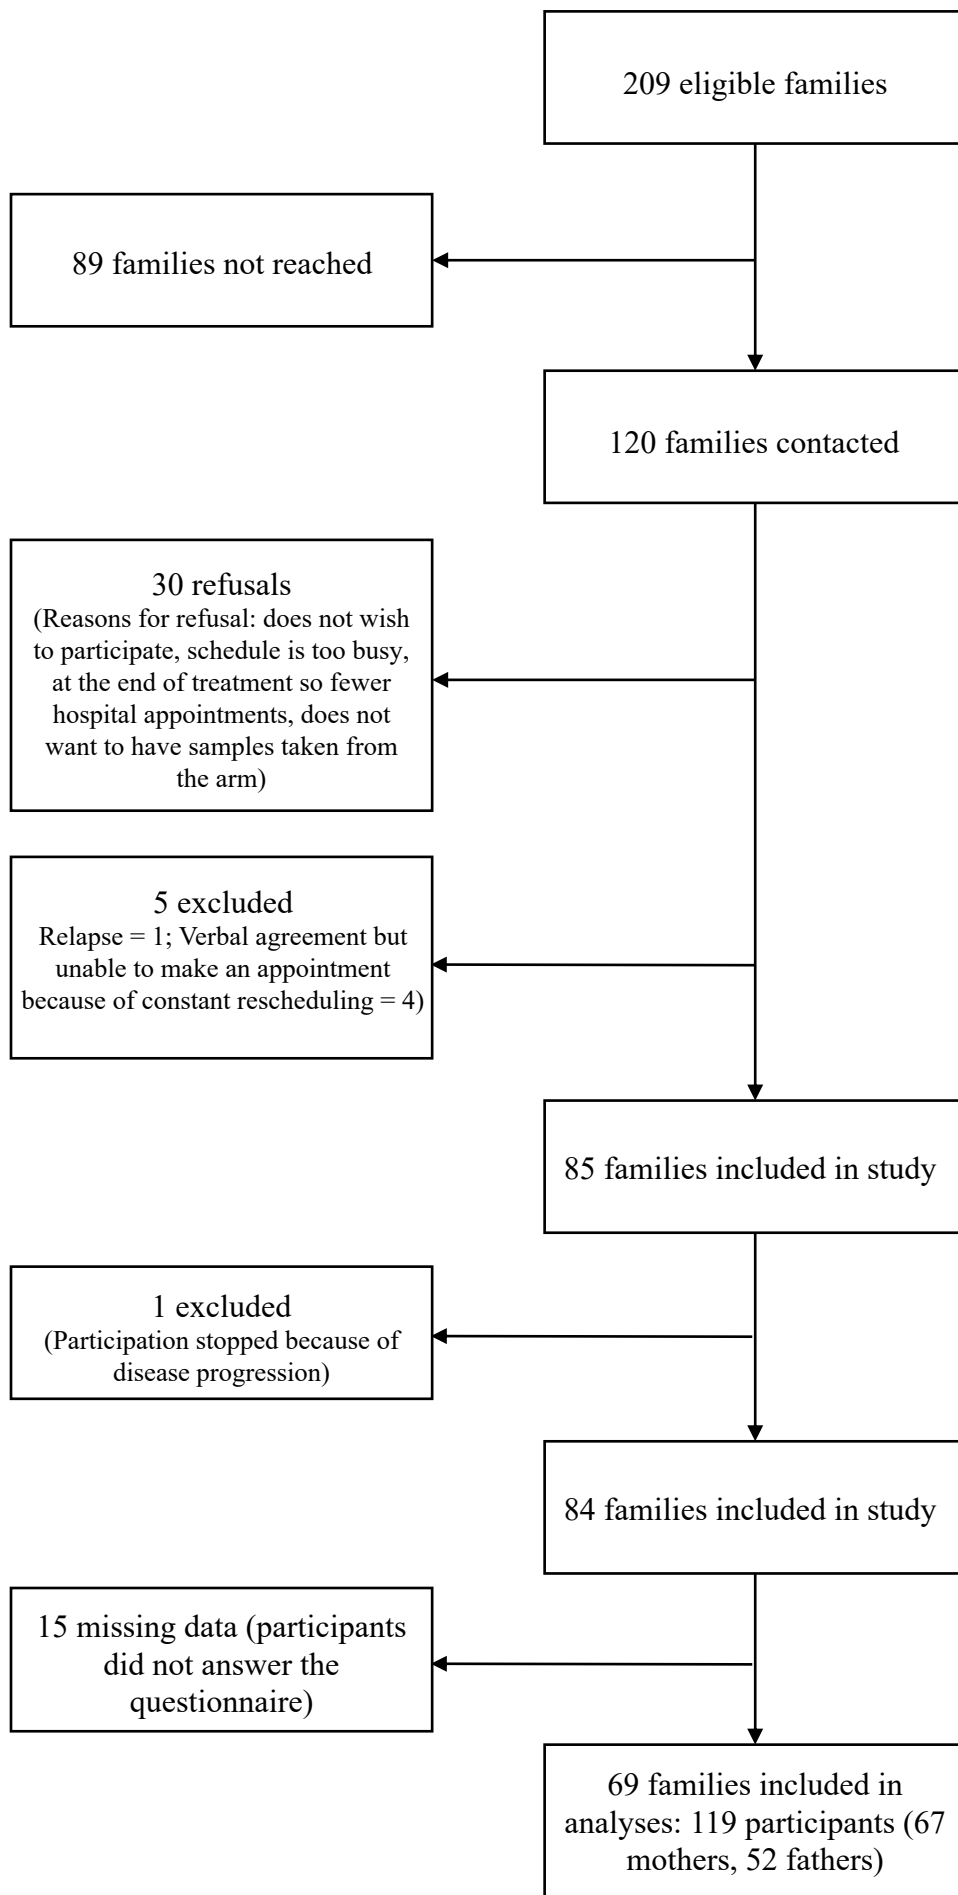 209 eligible families
89 families not reached
120 families contacted
30 refusals
(Reasons for refusal: does not wish
to participate, schedule is too busy,
at the end of treatment so fewer
hospital appointments, does not
want to have samples taken from
the arm)
5 excluded
Relapse = 1; Verbal agreement but
unable to make an appointment
because of constant rescheduling = 4)
85 families included in study
1 excluded
(Participation stopped because of
disease progression)
84 families included in study
15 missing data (participants
did not answer the
questionnaire)
69 families included in
analyses: 119 participants (67
mothers, 52 fathers)